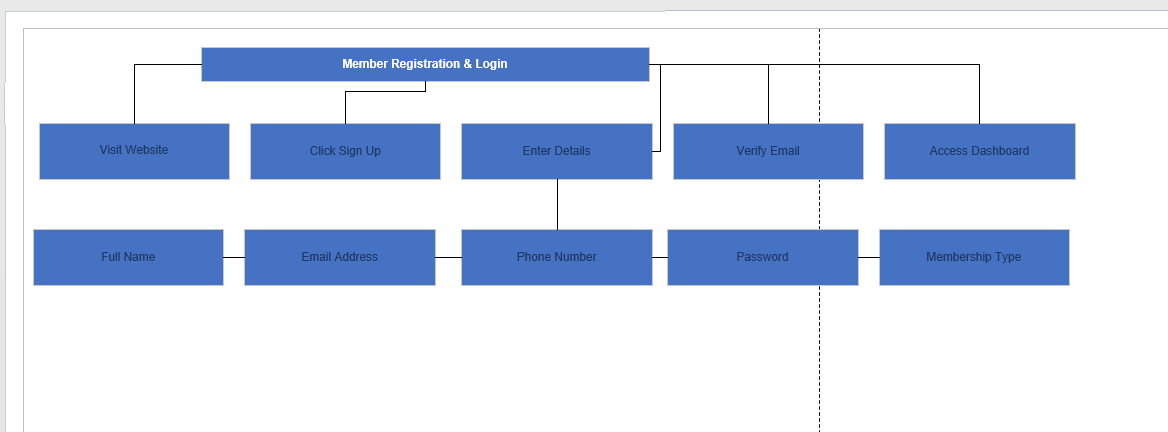 Member Registration & Login
Visit Website
Click Sign Up
Enter Details
Verify Email
Access Dashboard
Full Name
Email Address
Phone Number
Password
Membership Type